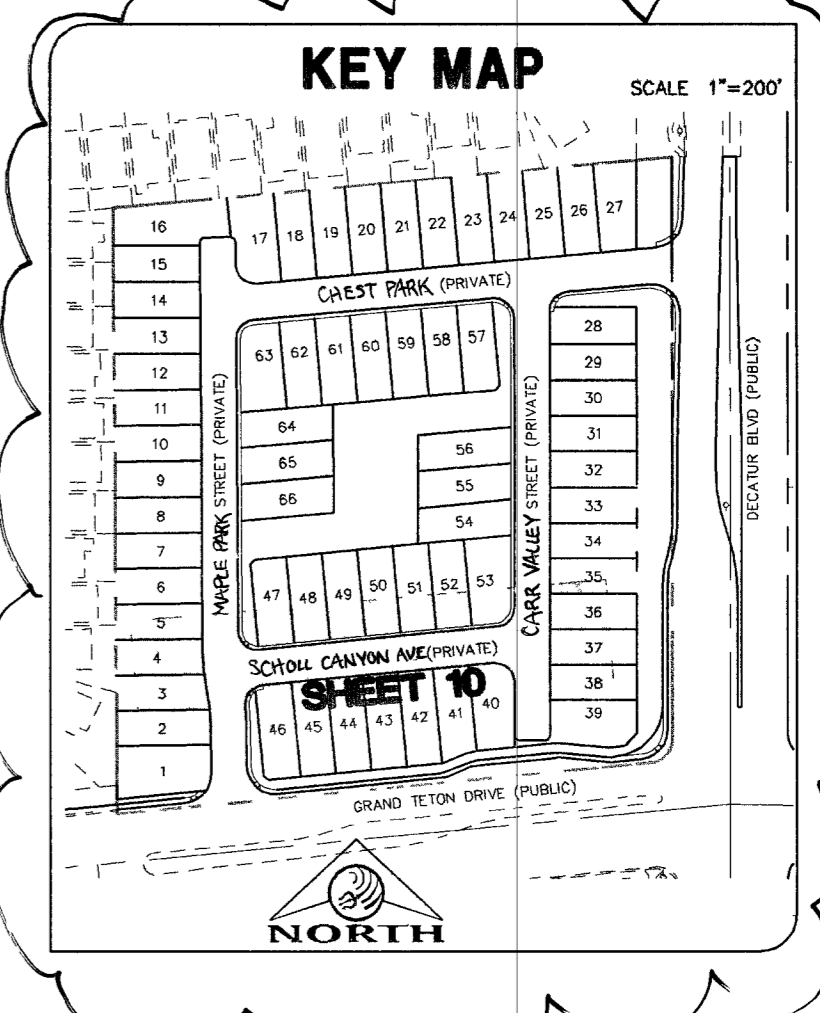 KEY MAP
SCALE 1"=200'
16
17 18 19 20 21 22 23 24 25 26 27
15
14
13
12
11
10
9
8
7
6
5
4
3
2
1
CHEST PARK (PRIVATE)
63 62 61 60 59 58 57
64
65
66
56
55
54
47 48 49 50 51 52 53
28
29
30
31
32
33
34
35
36
37
38
39
MAPLE PARK STREET (PRIVATE)
CARR VALLEY STREET (PRIVATE)
DECATUR BLVD (PUBLIC)
SCHOLL CANYON AVE (PRIVATE)
SHEET 10
46 45 44 43 42 41 40
GRAND TETON DRIVE (PUBLIC)
NORTH